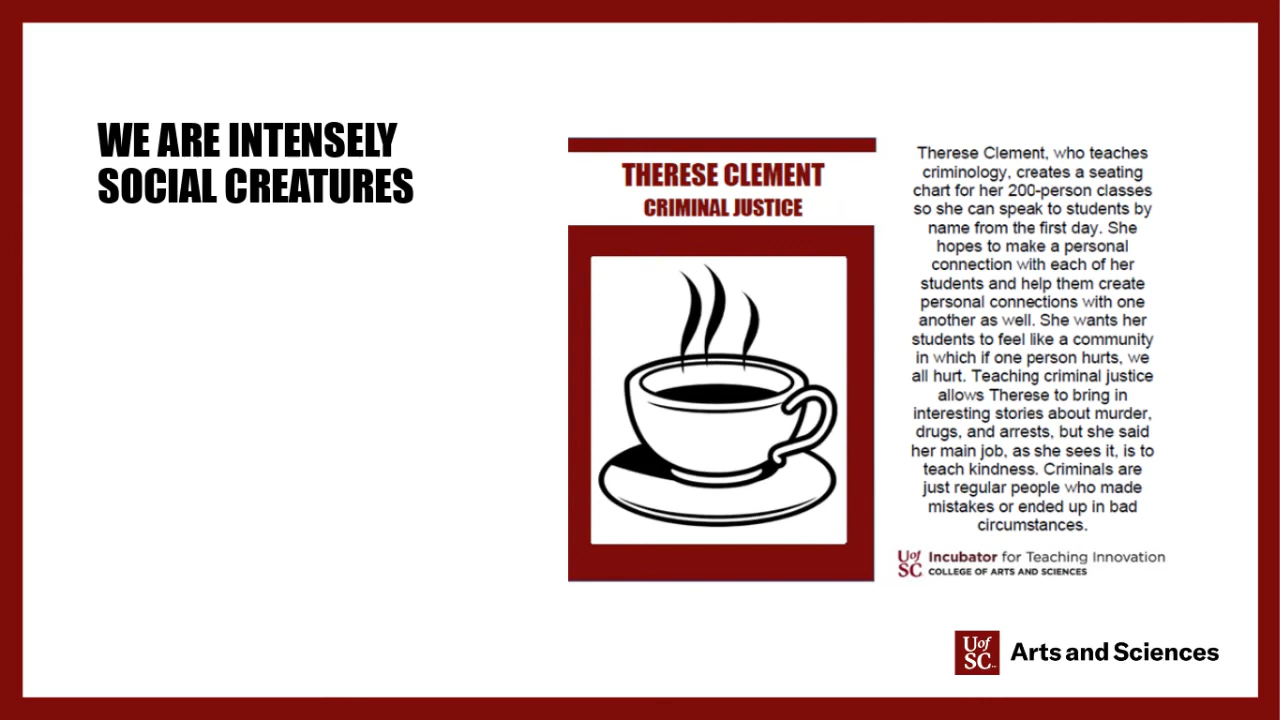 WE ARE INTENSELY
SOCIAL CREATURES
THERESE CLEMENT
CRIMINAL JUSTICE
Therese Clement, who teaches
criminology, creates a seating
chart for her 200-person classes
so she can speak to students by
name from the first day. She
hopes to make a personal
connection with each of her
students and help them create
personal connections with one
another as well. She wants her
students to feel like a community
in which if one person hurts, we
all hurt. Teaching criminal justice
allows Therese to bring in
interesting stories about murder,
drugs, and arrests, but she said
her main job, as she sees it, is to
teach kindness. Criminals are
just regular people who made
mistakes or ended up in bad
circumstances.
UofSC Incubator for Teaching Innovation
COLLEGE OF ARTS AND SCIENCES
UofSC Arts and Sciences